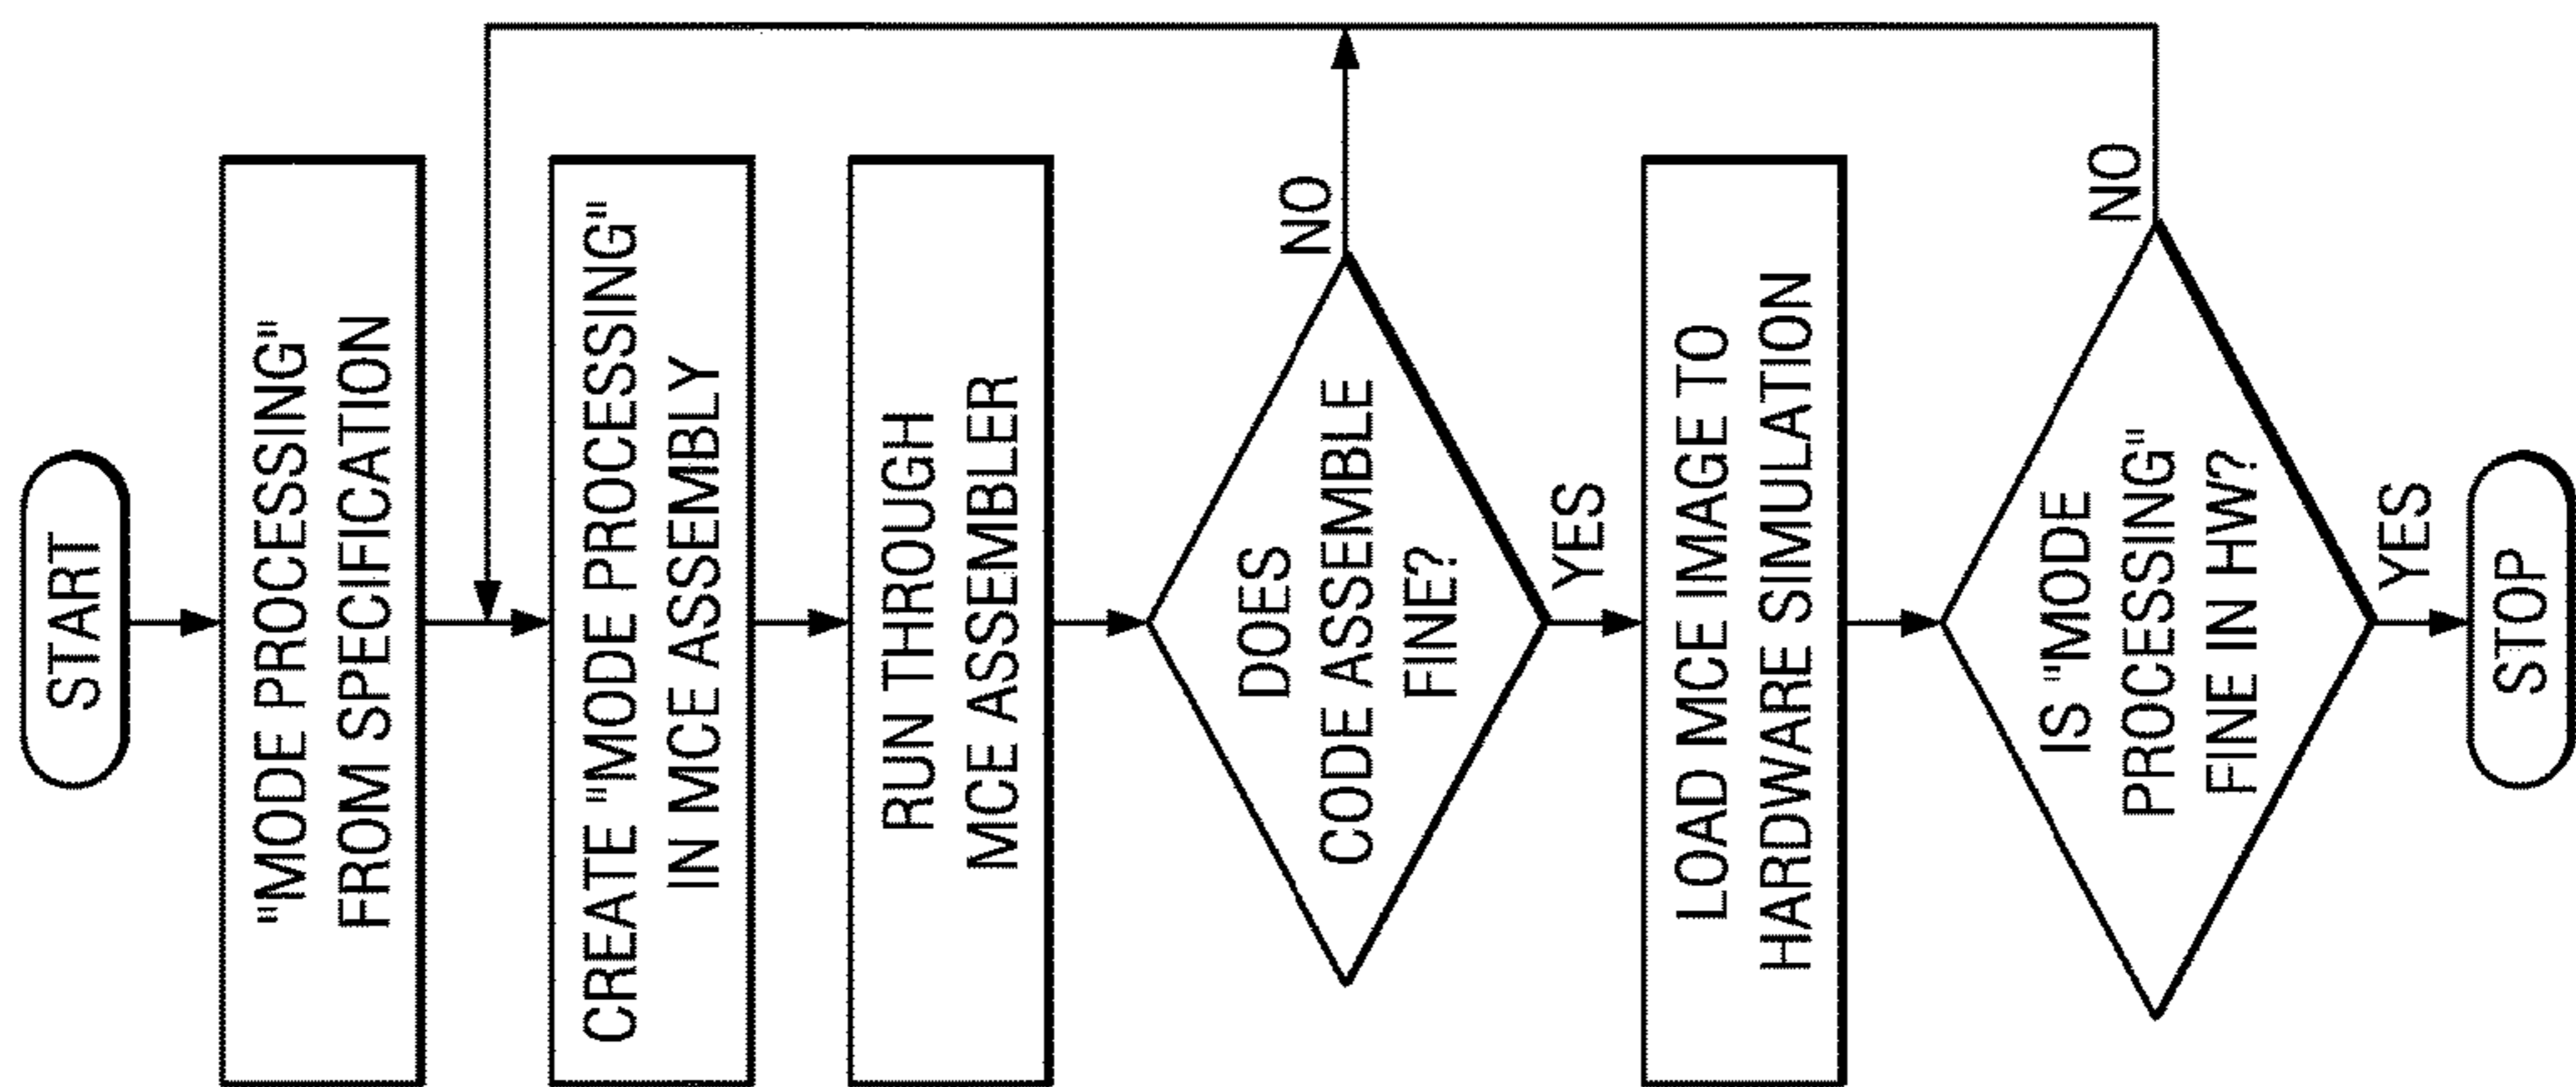 START
"MODE PROCESSING"
FROM SPECIFICATION
CREATE "MODE PROCESSING"
IN MCE ASSEMBLY
RUN THROUGH
MCE ASSEMBLER
DOES
CODE ASSEMBLE
FINE?
NO
YES
LOAD MCE IMAGE TO
HARDWARE SIMULATION
IS "MODE
PROCESSING"
FINE IN HW?
NO
YES
STOP